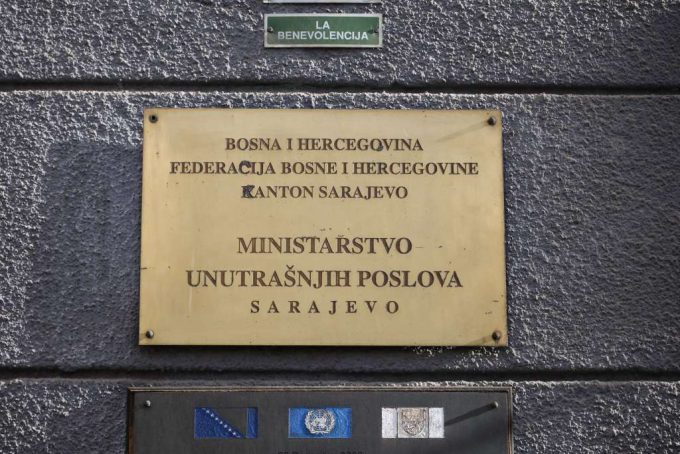 LA
BENEVOLENCIJA
BOSNA I HERCEGOVINA
FEDERACIJA BOSNE I HERCEGOVINE
KANTON SARAJEVO
MINISTARSTVO
UNUTRAŠNJIH POSLOVA
SARAJEVO